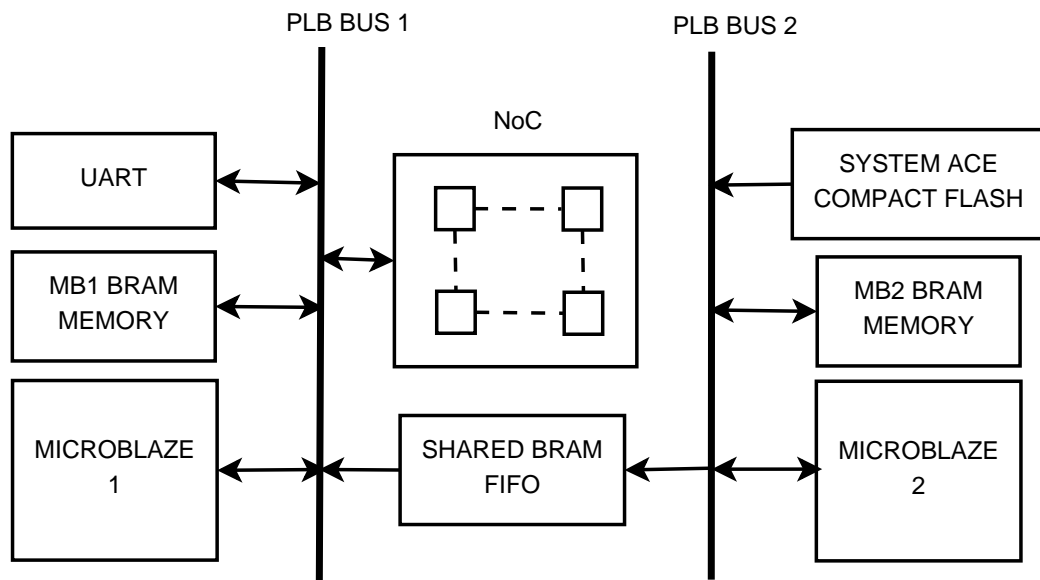 PLB BUS 1
PLB BUS 2
NoC
UART
SYSTEM ACE
COMPACT FLASH
MB1 BRAM
MEMORY
MB2 BRAM
MEMORY
MICROBLAZE
1
SHARED BRAM
FIFO
MICROBLAZE
2